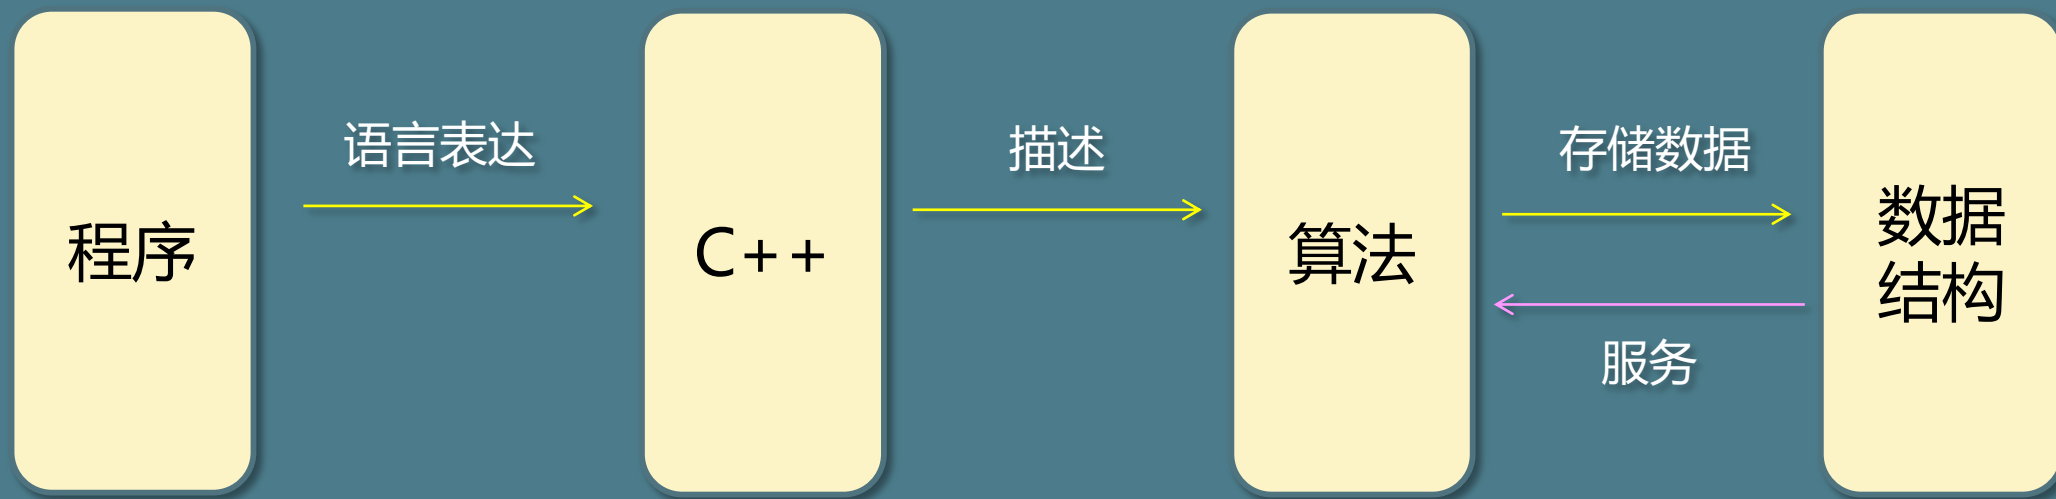 程序
语言表达
C++
描述
算法
存储数据
服务
数据
结构